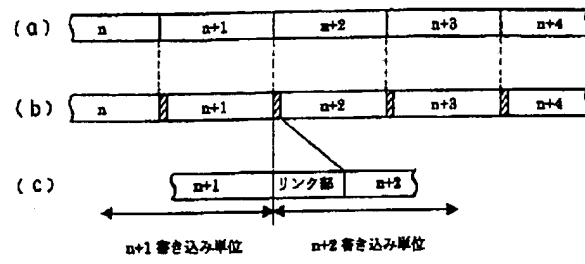 (a) n n+1 m+2 n+3 n+4
(b) n n+1 n+2 n+3 n+4
(c) n+1 リンク部 n+2
n+1 書き込み単位 n+2 書き込み単位